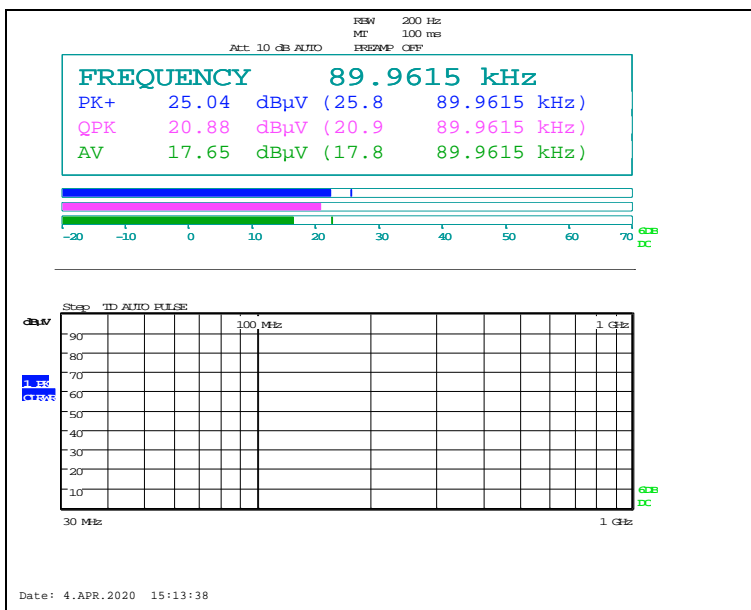 RBW 200 Hz
MT 100 ms
Att 10 dB AUTO PREAMP OFF
FREQUENCY 89.9615 kHz
PK+ 25.04 dBµV (25.8 89.9615 kHz)
QPK 20.88 dBµV (20.9 89.9615 kHz)
AV 17.65 dBµV (17.8 89.9615 kHz)
-20 -10 0 10 20 30 40 50 60 70
6DB
DC
Step TD AUTO PULSE
dBµV
100 MHz 1 GHz
90
80
70
1 PK
CLRWR
60
50
40
30
20
10
6DB
DC
30 MHz 1 GHz
Date: 4.APR.2020 15:13:38